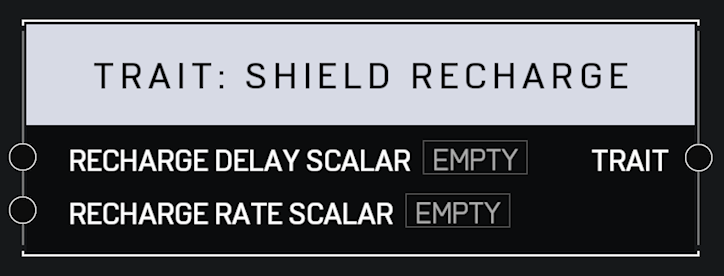 TRAIT: SHIELD RECHARGE
RECHARGE DELAY SCALAR EMPTY TRAIT
RECHARGE RATE SCALAR EMPTY